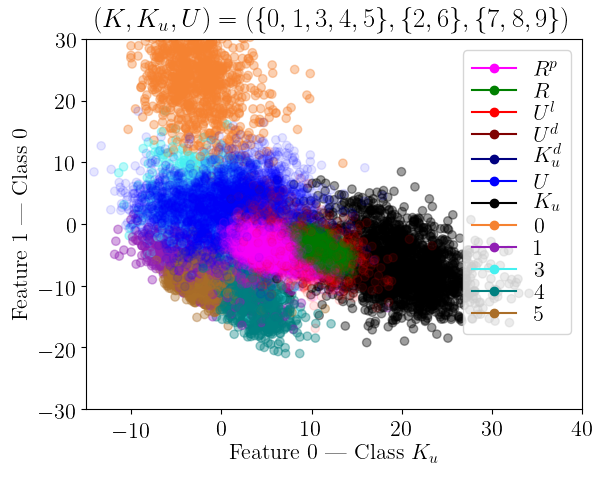 (K, K_u, U) = ({0, 1, 3, 4, 5}, {2, 6}, {7, 8, 9})
30
20
10
0
−10
−20
−30
Feature 1 — Class 0
R^p
R
U^l
U^d
K_u^d
U
K_u
0
1
3
4
5
−10 0 10 20 30 40
Feature 0 — Class K_u